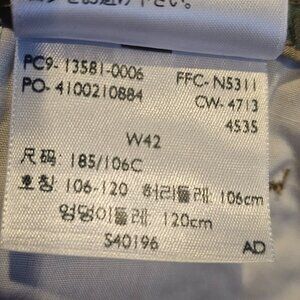 PC9- 13581-0006 FFC- N5311
PO- 4100210884 CW- 4713
4535
W42
尺码: 185/106C
호칭 106-120 허리둘레: 106cm
엉덩이둘레: 120cm
S40196 AD